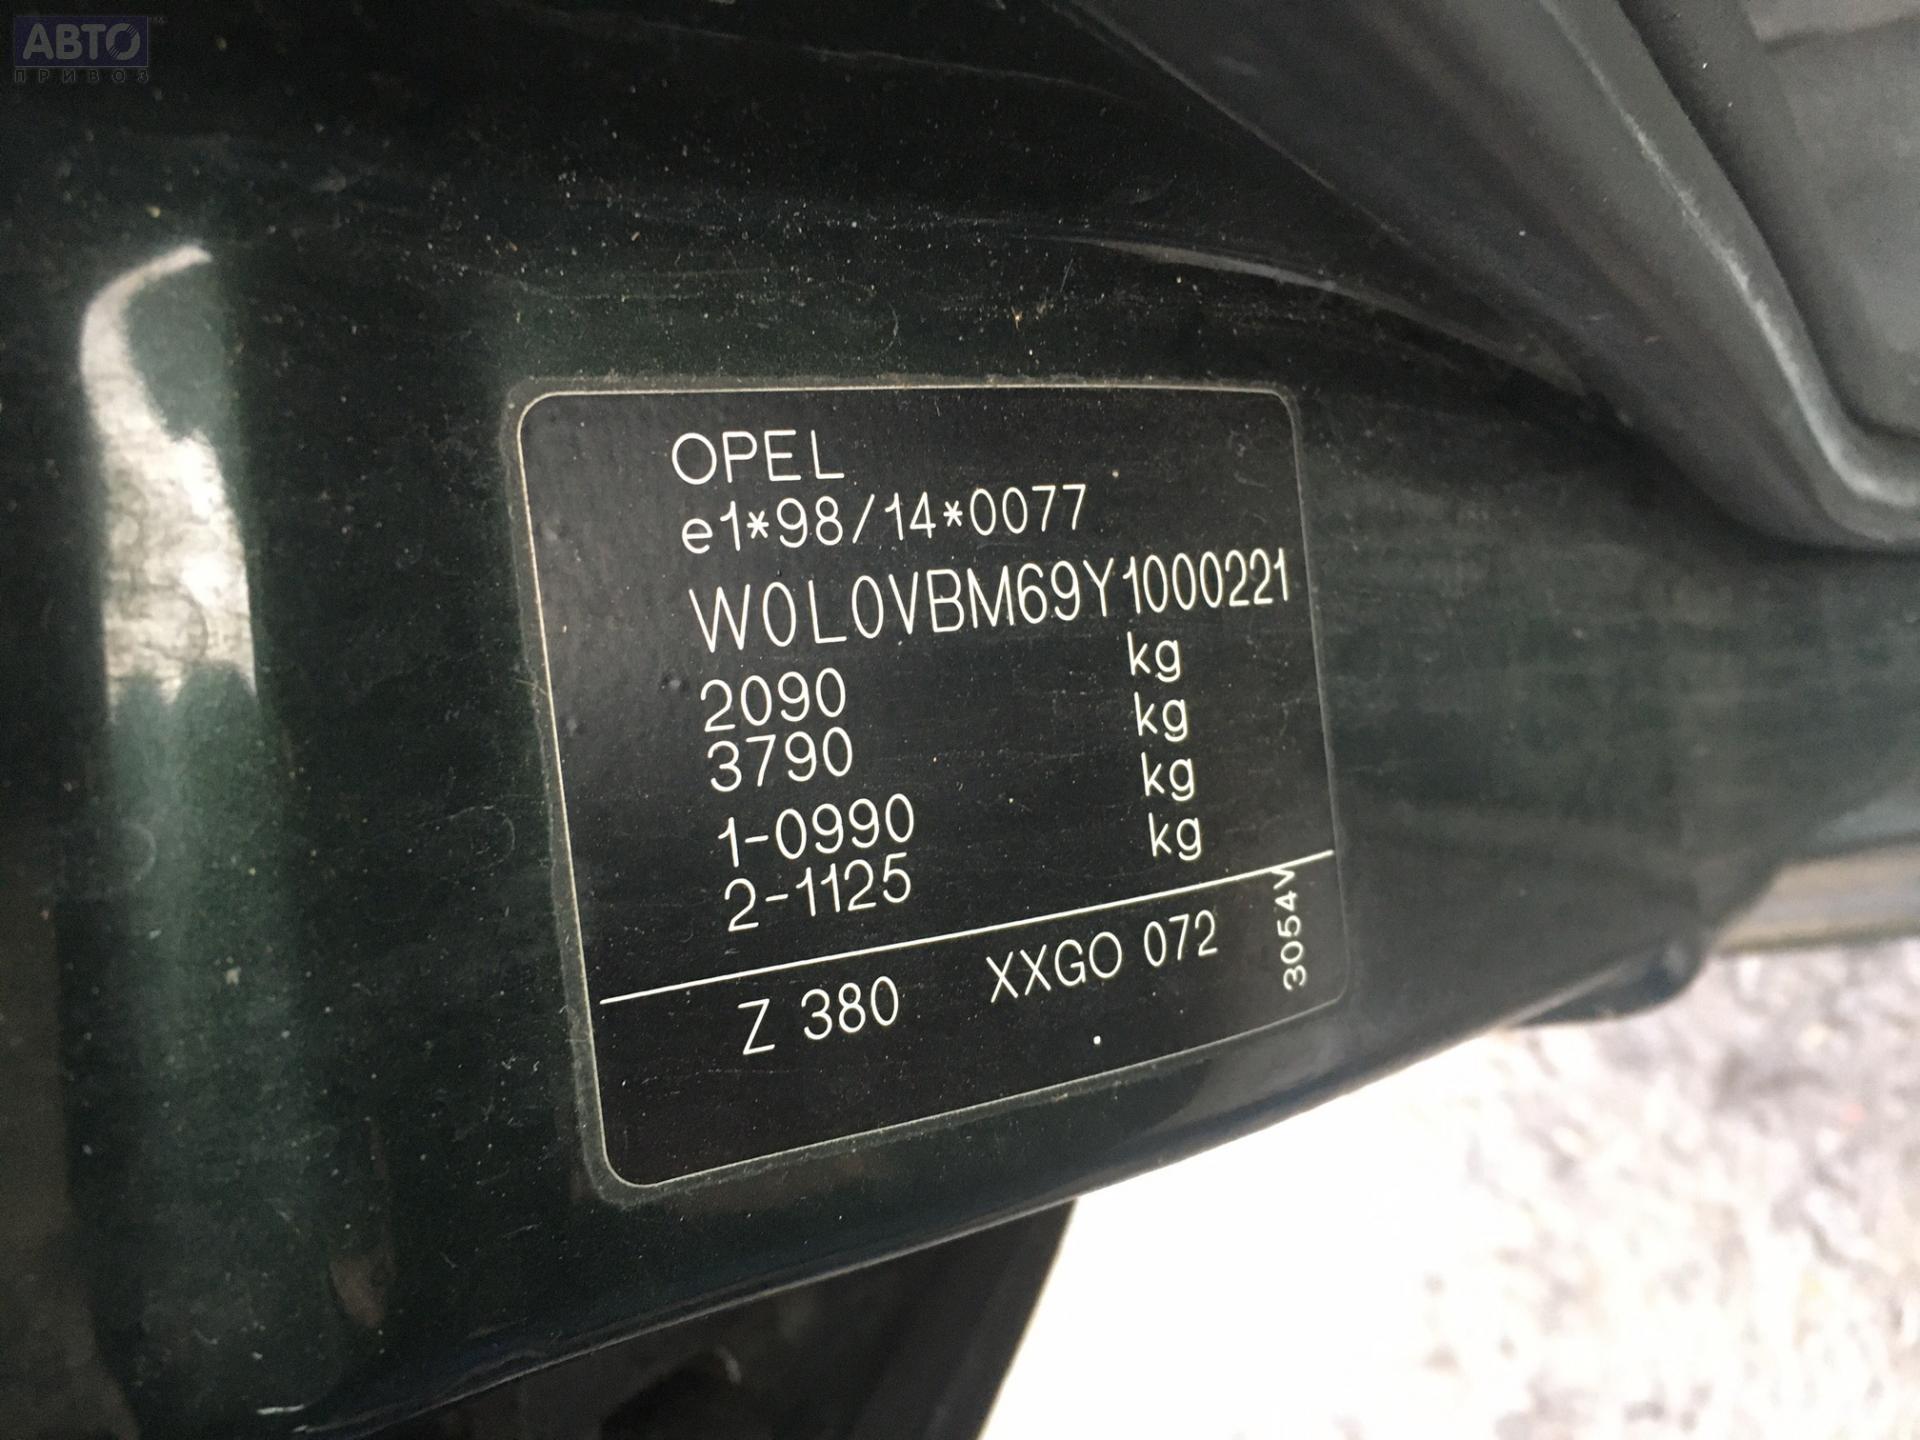 АВТО
ПРИВОЗ
OPEL
e1*98/14*0077
W0L0VBM69Y1000221
2090 kg
3790 kg
1-0990 kg
2-1125 kg
Z 380 XXGO 072
3054V